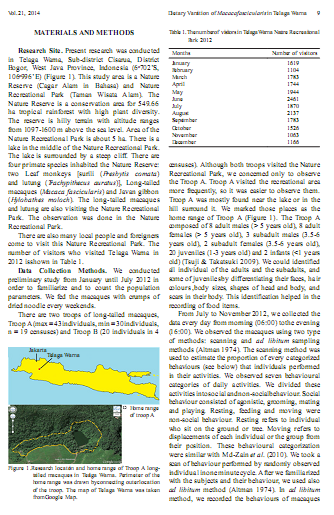 Vol. 21, 2014
Dietary Variation of Macaca fascicularis in Telaga Warna 9
MATERIALS AND METHODS
Research Site. Present research was conducted
in Telaga Warna, Sub-district Cisarua, District
Bogor, West Java Province, Indonesia
(Figure 1). This study area is a Nature
Reserve (Cagar Alam in Bahasa) and Nature
Recreational Park (Taman Wisata Alam). The
Nature Reserve is a conservation area for 549.66
ha tropical rainforest with high plant diversity.
The reserve is hilly terrain with altitude ranges
from 1097-1600 m above the sea level. Area of the
Nature Recreational Park is about 5 ha. There is a
lake in the middle of the Nature Recreational Park.
The lake is surrounded by a steep cliff. There are
four primate species inhabited the Nature Reserve:
two Leaf monkeys [surili (Presbytis comata)
and lutung (Trachypithecus auratus)], Long-tailed
macaques (Macaca fascicularis) and Javan gibbon
(Hylobathes moloch). The long-tailed macaques
and lutung are also visiting the Nature Recreational
Park. The observation was done in the Nature
Recreational Park.
There are also many local people and foreigners
come to visit this Nature Recreational Park. The
number of visitors who visited Telaga Warna in
2012 is shown in Table 1.
Data Collection Methods. We conducted
preliminary study from January until July 2012 in
order to familiarize and to count the population
parameters. We fed the macaques with crumps of
dried noodle every weekends.
There are two troops of long-tailed macaques,
Troop A (max = 43 individuals, min = 30 individuals,
n = 19 censuses) and Troop B (20 individuals in 4
Jakarta
Telaga Warna
Home range
of troop A
Figure 1. Research location and home range of Troop A long-
tailed macaques in Telaga Warna. Perimeter of the
home range was drawn by connecting outer location
of the troop. The map of Telaga Warna was taken
from Google Map.
Table 1. The number of visitors in Telaga Warna Nature Recreational
Park 2012
Months Number of visitors
January 1619
February 1104
March 1783
April 1744
May 1944
June 2461
July 1870
August 2137
September 1783
October 1526
November 1063
December 1166
censuses). Although both troops visited the Nature
Recreational Park, we concerned only to observe
the Troop A. Troop A visited the recreational area
more frequently, so it was easier to observe them.
Troop A was mostly found near the lake or in the
hill surround it. We marked those places as the
home range of Troop A (Figure 1). The Troop A
composed of 8 adult males (> 5 years old), 8 adult
females (> 5 years old), 3 subadult males (3.5-6
years old), 2 subadult females (3.5-6 years old),
20 juveniles (1-3 years old) and 2 infants (<1 years
old) (Tsuji & Takatsuki 2009). We could identify
all individual of the adults and the subadults, and
some of juveniles by differentiating their faces, hair
colours, body sizes, shapes of head and body, and
scars in their body. This identification helped in the
recording of food items.
From July to November 2012, we collected the
data every day from morning (06:00) to the evening
(16:00). We observed the macaques using two type
of methods: scanning and ad libitum sampling
methods (Altman 1974). The scanning method was
used to estimate the proportion of every categorized
behaviours (see below) that individuals performed
in their activities. We observed seven behavioural
categories of daily activities. We divided these
activities into social and non-social behaviour. Social
behaviour consisted of agonistic, grooming, mating
and playing. Resting, feeding and moving were
non-social behaviour. Resting refers to individual
who sit on the ground or tree. Moving refers to
displacements of each individual or the group from
their position. These behavioural categorization
were similar with Md-Zain et al. (2010). We took a
scan of behaviour performed by randomly observed
individual in one minute cycle. After we familiarized
with the subjects and their behaviour, we used also
ad libitum method (Altman 1974). In ad libitum
method, we recorded the behaviours of macaques